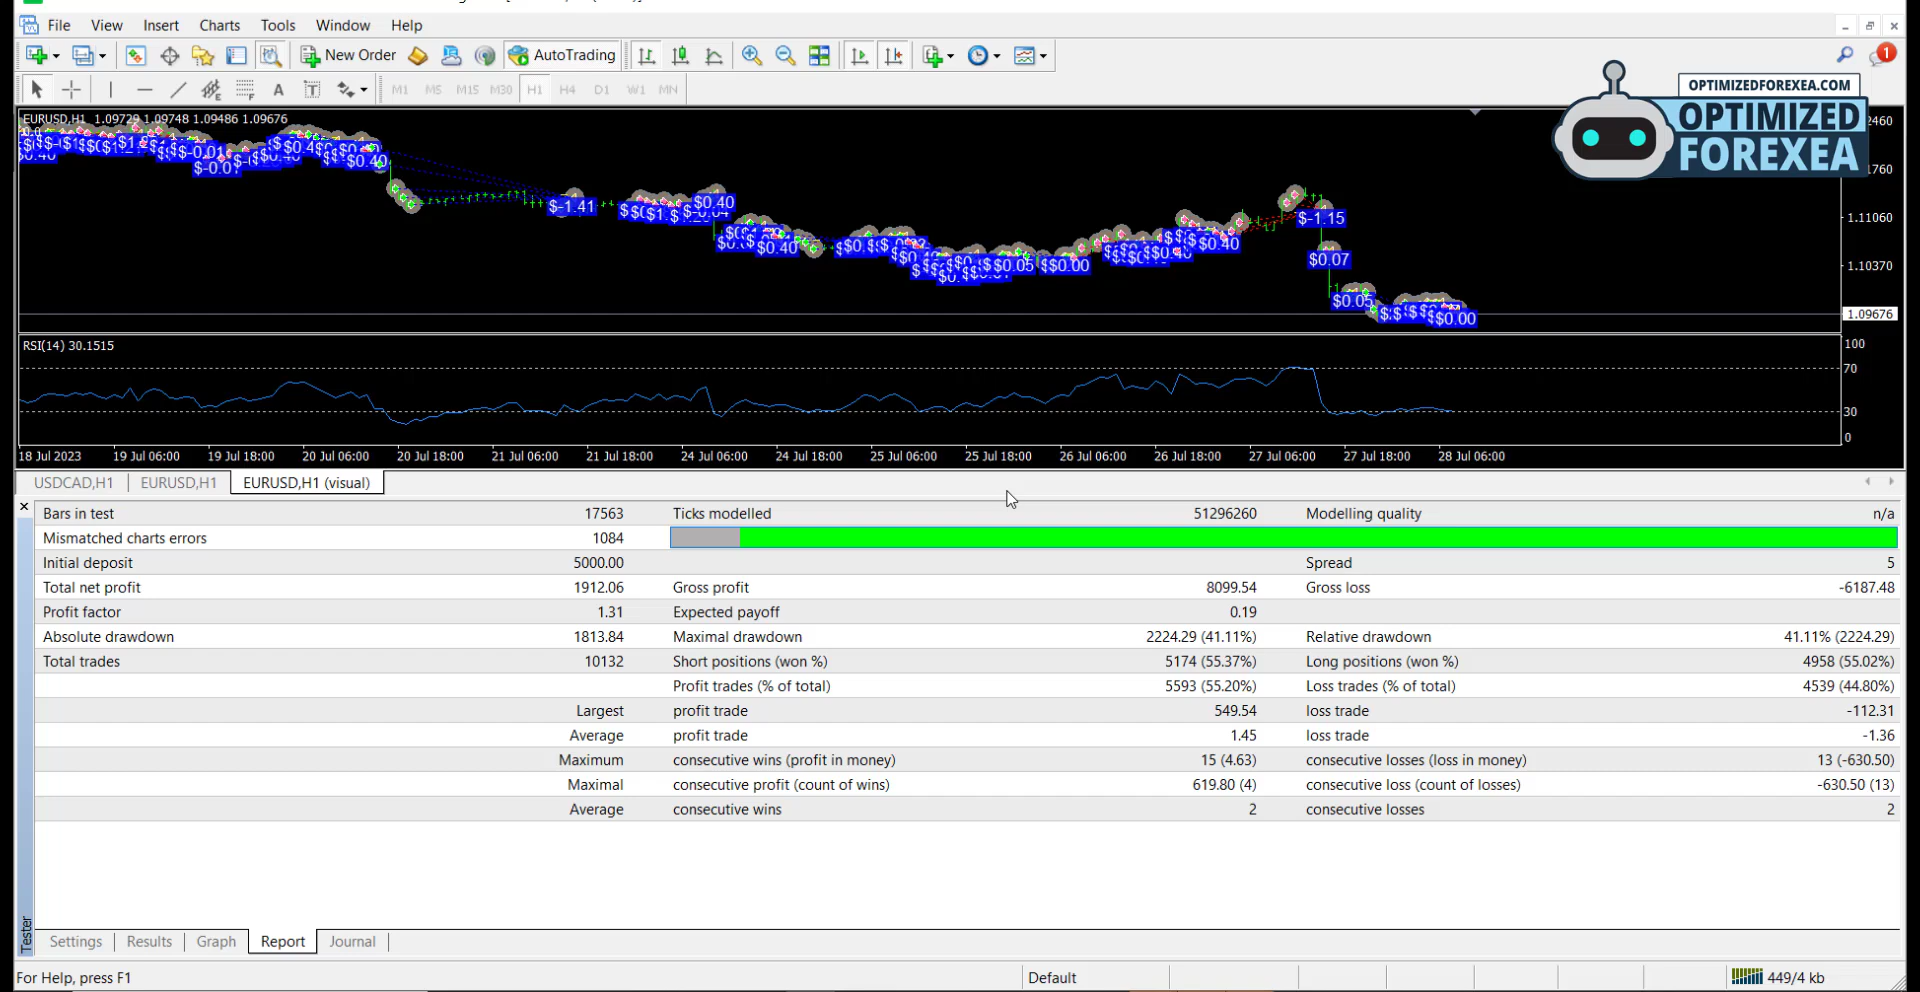 File View Insert Charts Tools Window Help
New Order AutoTrading
1
OPTIMIZEDFOREXEA.COM
OPTIMIZED
FOREXEA
A T
M1 M5 M15 M30 H1 H4 D1 W1 MN
EURUSD,H1 1.09729 1.09748 1.09486 1.09676
2460
1760
1.11060
1.10370
1.09676
$-0.01
$0.40
$-1.41
$0.40
$0.40
$0.05
$0.00
$0.40
$-1.15
$0.07
$0.05
$0.00
RSI(14) 30.1515
100
70
30
0
18 Jul 2023 19 Jul 06:00 19 Jul 18:00 20 Jul 06:00 20 Jul 18:00 21 Jul 06:00 21 Jul 18:00 24 Jul 06:00 24 Jul 18:00 25 Jul 06:00 25 Jul 18:00 26 Jul 06:00 26 Jul 18:00 27 Jul 06:00 27 Jul 18:00 28 Jul 06:00
USDCAD,H1 EURUSD,H1 EURUSD,H1 (visual)
Bars in test 17563 Ticks modelled 51296260 Modelling quality n/a
Mismatched charts errors 1084
Initial deposit 5000.00 Spread 5
Total net profit 1912.06 Gross profit 8099.54 Gross loss -6187.48
Profit factor 1.31 Expected payoff 0.19
Absolute drawdown 1813.84 Maximal drawdown 2224.29 (41.11%) Relative drawdown 41.11% (2224.29)
Total trades 10132 Short positions (won %) 5174 (55.37%) Long positions (won %) 4958 (55.02%)
Profit trades (% of total) 5593 (55.20%) Loss trades (% of total) 4539 (44.80%)
Largest profit trade 549.54 loss trade -112.31
Average profit trade 1.45 loss trade -1.36
Maximum consecutive wins (profit in money) 15 (4.63) consecutive losses (loss in money) 13 (-630.50)
Maximal consecutive profit (count of wins) 619.80 (4) consecutive loss (count of losses) -630.50 (13)
Average consecutive wins 2 consecutive losses 2
Tester
Settings Results Graph Report Journal
For Help, press F1 Default 449/4 kb